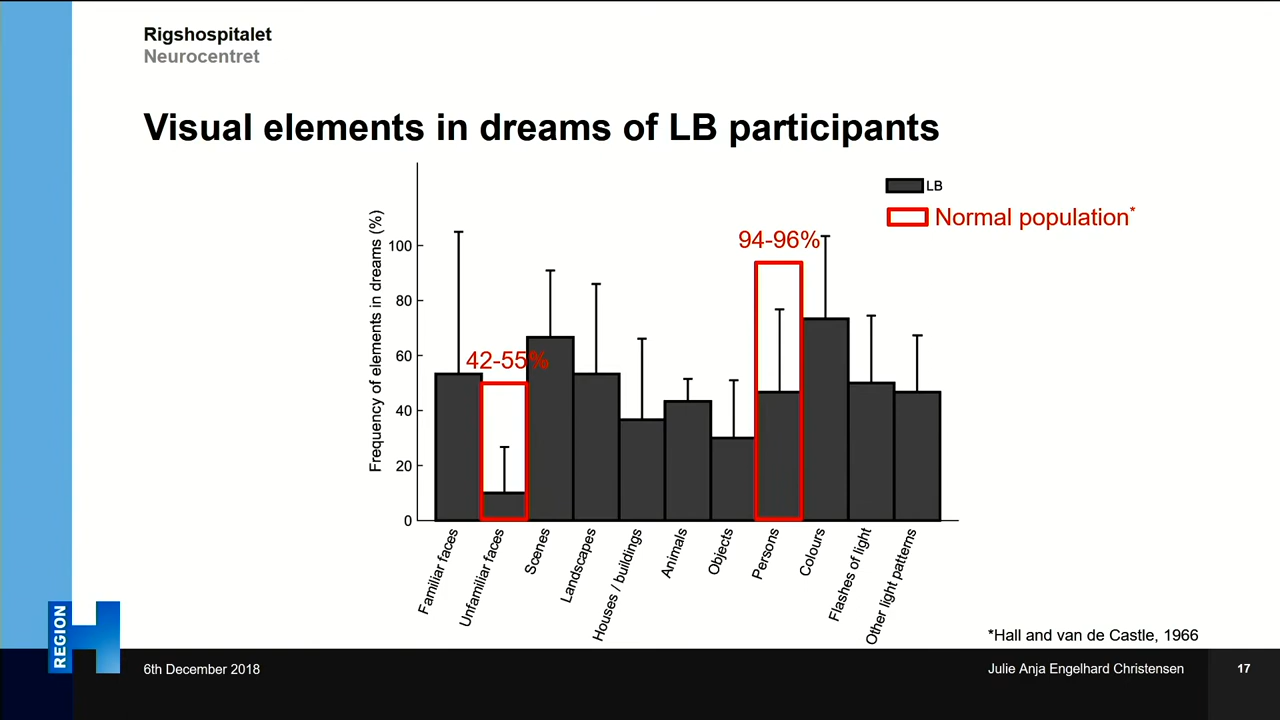 Rigshospitalet
Neurocentret
Visual elements in dreams of LB participants
LB
Normal population*
94-96%
42-55%
Frequency of elements in dreams (%)
100
80
60
40
20
0
Familiar faces
Unfamiliar faces
Scenes
Landscapes
Houses / buildings
Animals
Objects
Persons
Colours
Flashes of light
Other light patterns
*Hall and van de Castle, 1966
REGION
6th December 2018
Julie Anja Engelhard Christensen
17